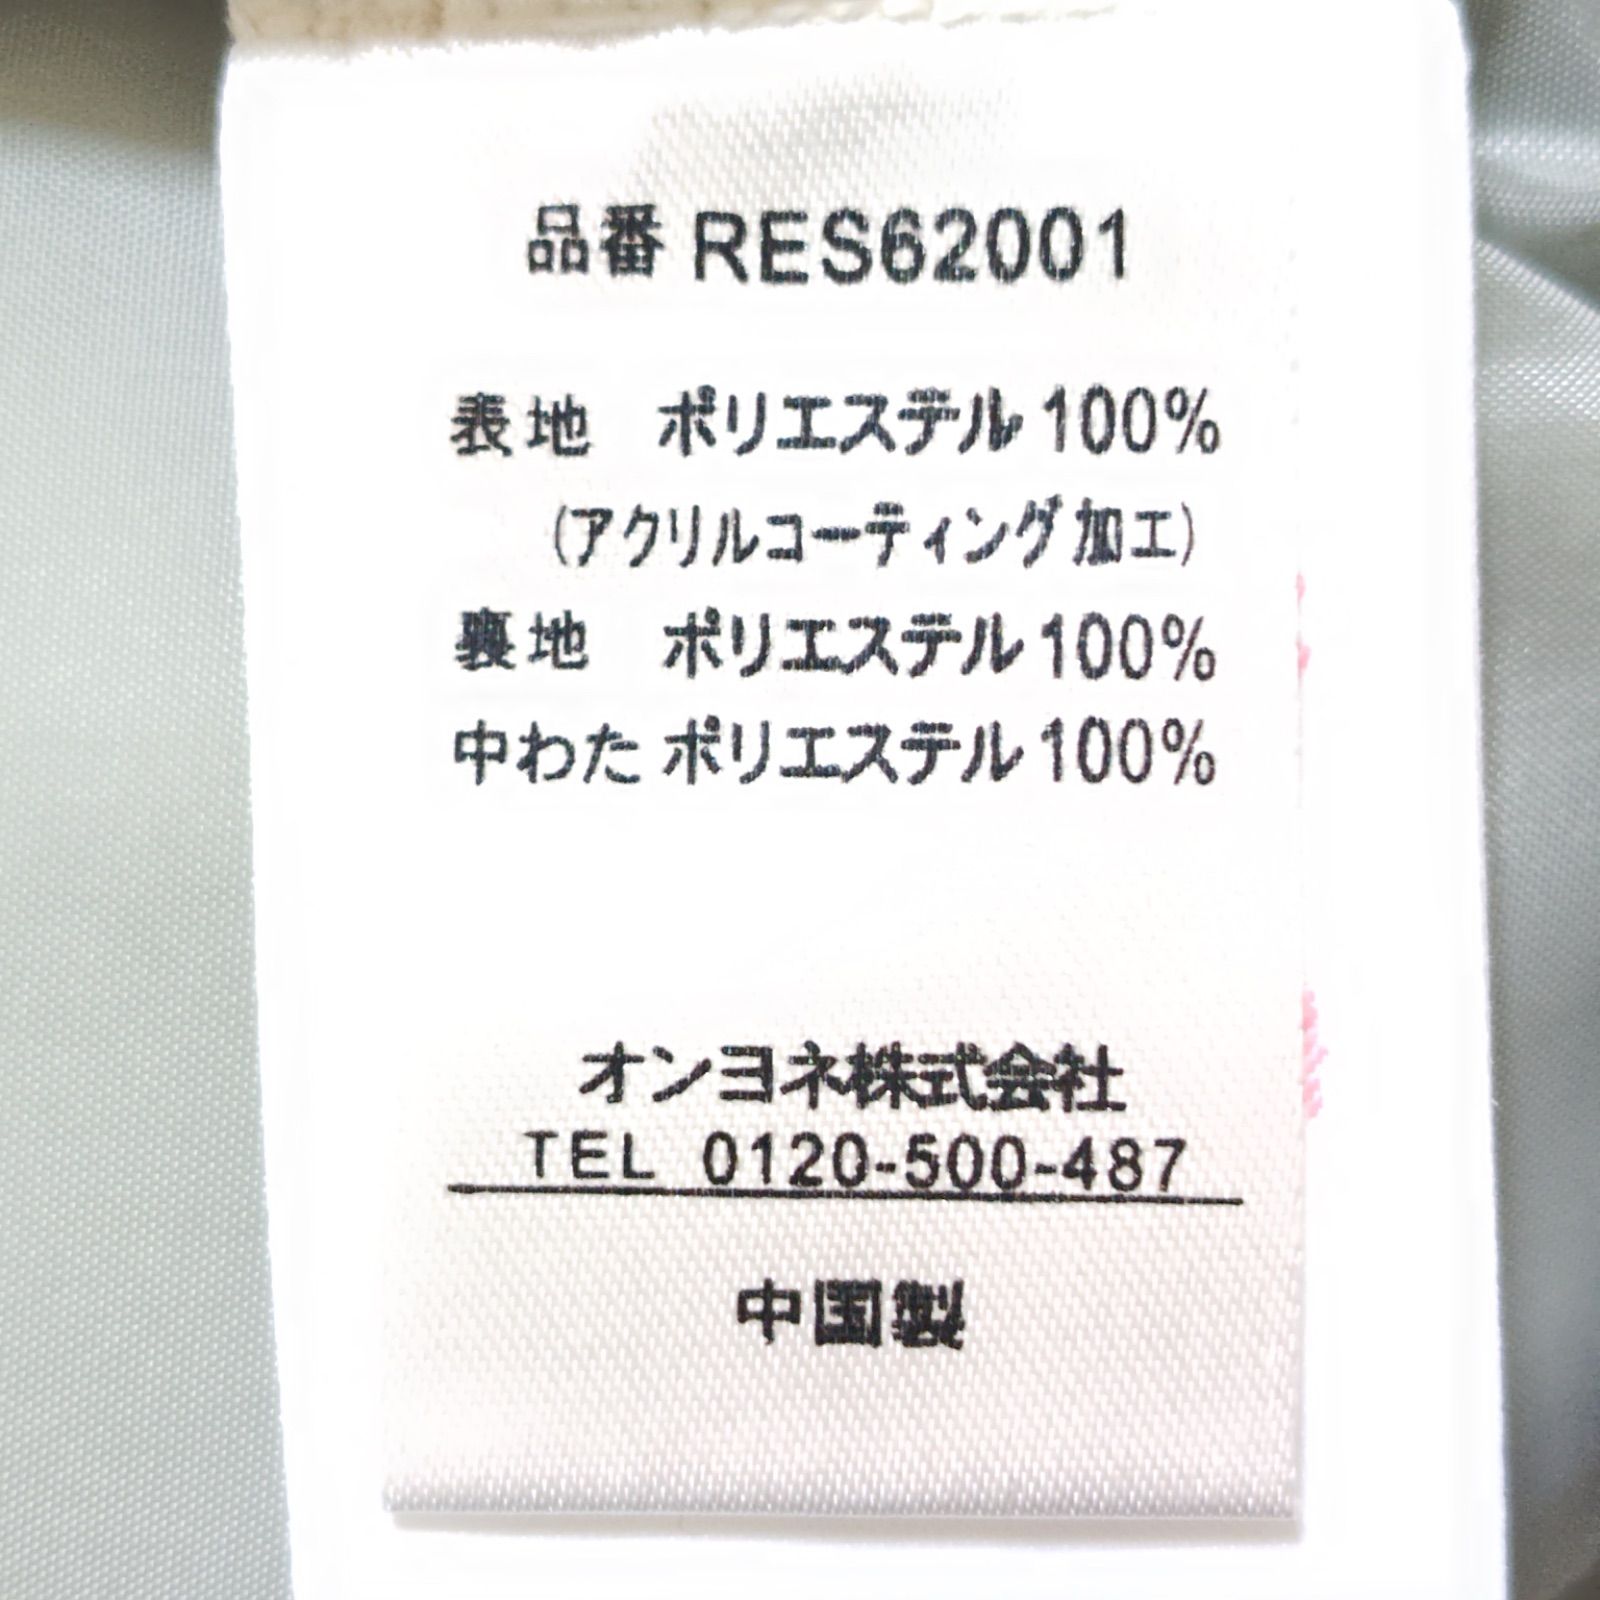 品番 RES62001
表地 ポリエステル 100%
(アクリルコーティング加工)
裏地 ポリエステル 100%
中わた ポリエステル 100%
オンヨネ株式会社
TEL 0120-500-487
中国製